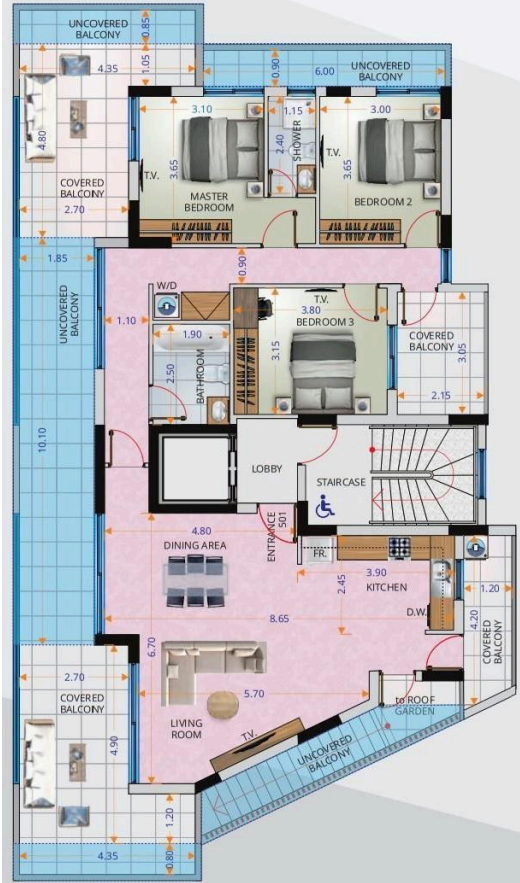 UNCOVERED
BALCONY
0.85
4.35
1.05
0.90
6.00
UNCOVERED
BALCONY
3.10
1.15
3.00
4.80
SHOWER
2.40
T.V.
3.65
T.V.
3.65
MASTER
BEDROOM
BEDROOM 2
COVERED
BALCONY
2.70
1.85
UNCOVERED
BALCONY
0.90
W/D
1.10
T.V.
3.80
BEDROOM 3
1.90
3.15
COVERED
BALCONY
3.05
2.50
BATHROOM
2.15
10.10
LOBBY
STAIRCASE
4.80
ENTRANCE
501
DINING AREA
FR.
3.90
KITCHEN
2.45
1.20
D.W.
4.20
COVERED
BALCONY
8.65
6.70
2.70
COVERED
BALCONY
5.70
to ROOF
GARDEN
LIVING
ROOM
T.V.
UNCOVERED
BALCONY
4.90
1.20
4.35
0.80